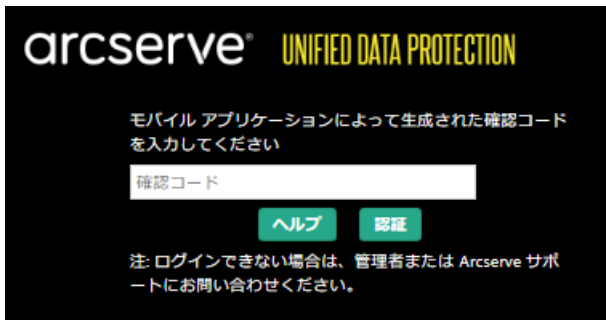 arcserve® UNIFIED DATA PROTECTION
モバイル アプリケーションによって生成された確認コード
を入力してください
確認コード
ヘルプ 認証
注: ログインできない場合は、管理者または Arcserve サポ
ートにお問い合わせください。